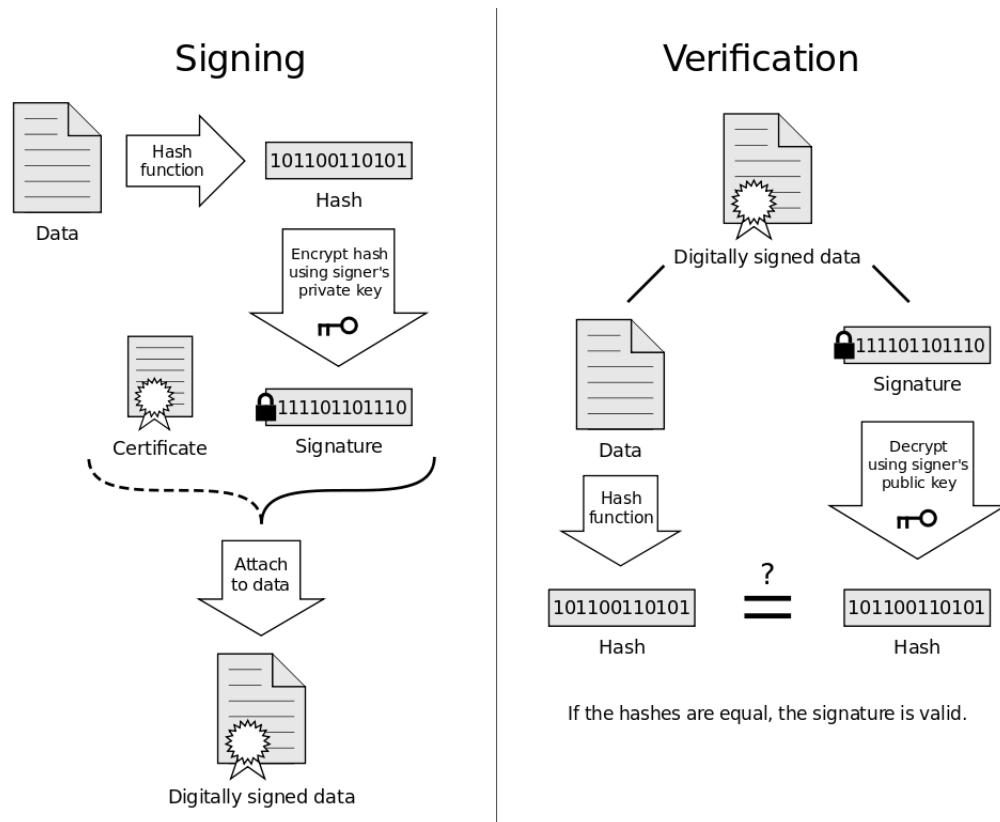 Signing
Hash
function
101100110101
Hash
Data
Encrypt hash
using signer's
private key
111101101110
Certificate
Signature
Attach
to data
Digitally signed data
Verification
Digitally signed data
111101101110
Signature
Data
Hash
function
Decrypt
using signer's
public key
101100110101
?
=
101100110101
Hash
Hash
If the hashes are equal, the signature is valid.